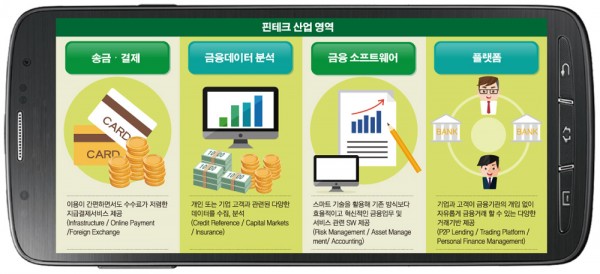 핀테크 산업 영역
송금 · 결제
CARD
CARD
이용이 간편하면서도 수수료가 저렴한
지급결제서비스 제공
(Infrastructure / Online Payment
/Foreign Exchange
금융데이터 분석
개인 또는 기업 고객과 관련된 다양한
데이터를 수집, 분석
(Credit Reference / Capital Markets
/ Insurance)
금융 소프트웨어
스마트 기술을 활용해 기존 방식보다
효율적이고 혁신적인 금융업무 및
서비스 관련 SW 제공
(Risk Management / Asset Manage
ment/ Accounting)
플랫폼
BANK
BANK
기업과 고객이 금융기관의 개입 없이
자유롭게 금융거래 할 수 있는 다양한
거래기반 제공
(P2P Lending / Trading Platform /
Personal Finance Management)